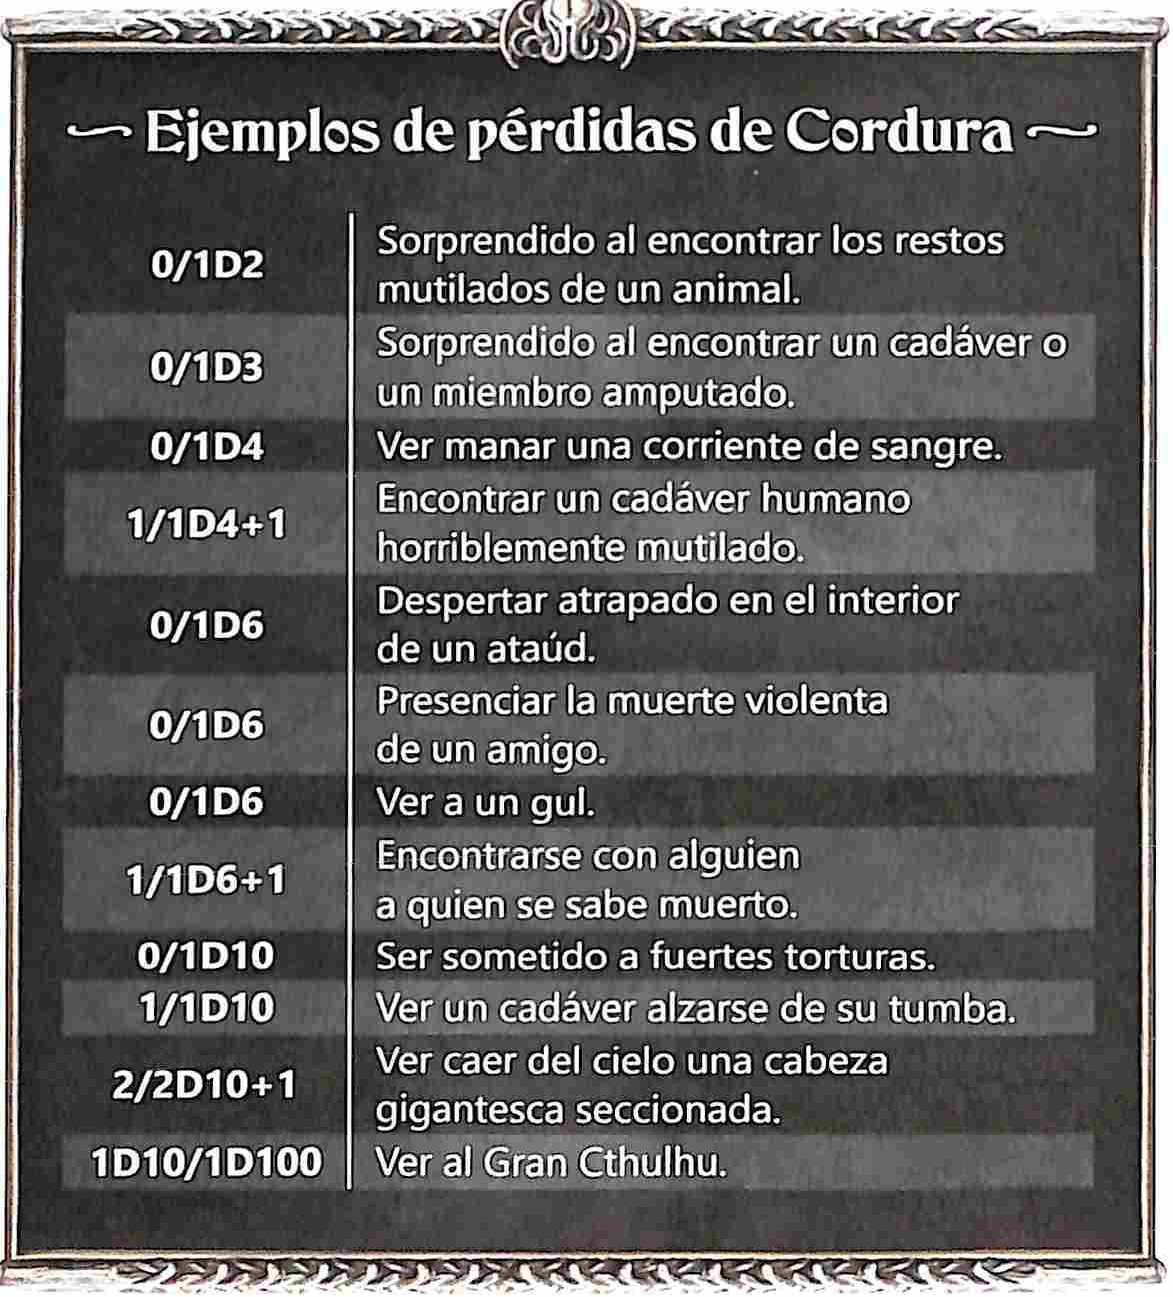 Ejemplos de pérdidas de Cordura
0/1D2
Sorprendido al encontrar los restos
mutilados de un animal.
0/1D3
Sorprendido al encontrar un cadáver o
un miembro amputado.
0/1D4
Ver manar una corriente de sangre.
1/1D4+1
Encontrar un cadáver humano
horriblemente mutilado.
0/1D6
Despertar atrapado en el interior
de un ataúd.
0/1D6
Presenciar la muerte violenta
de un amigo.
0/1D6
Ver a un gul.
1/1D6+1
Encontrarse con alguien
a quien se sabe muerto.
0/1D10
Ser sometido a fuertes torturas.
1/1D10
Ver un cadáver alzarse de su tumba.
2/2D10+1
Ver caer del cielo una cabeza
gigantesca seccionada.
1D10/1D100
Ver al Gran Cthulhu.